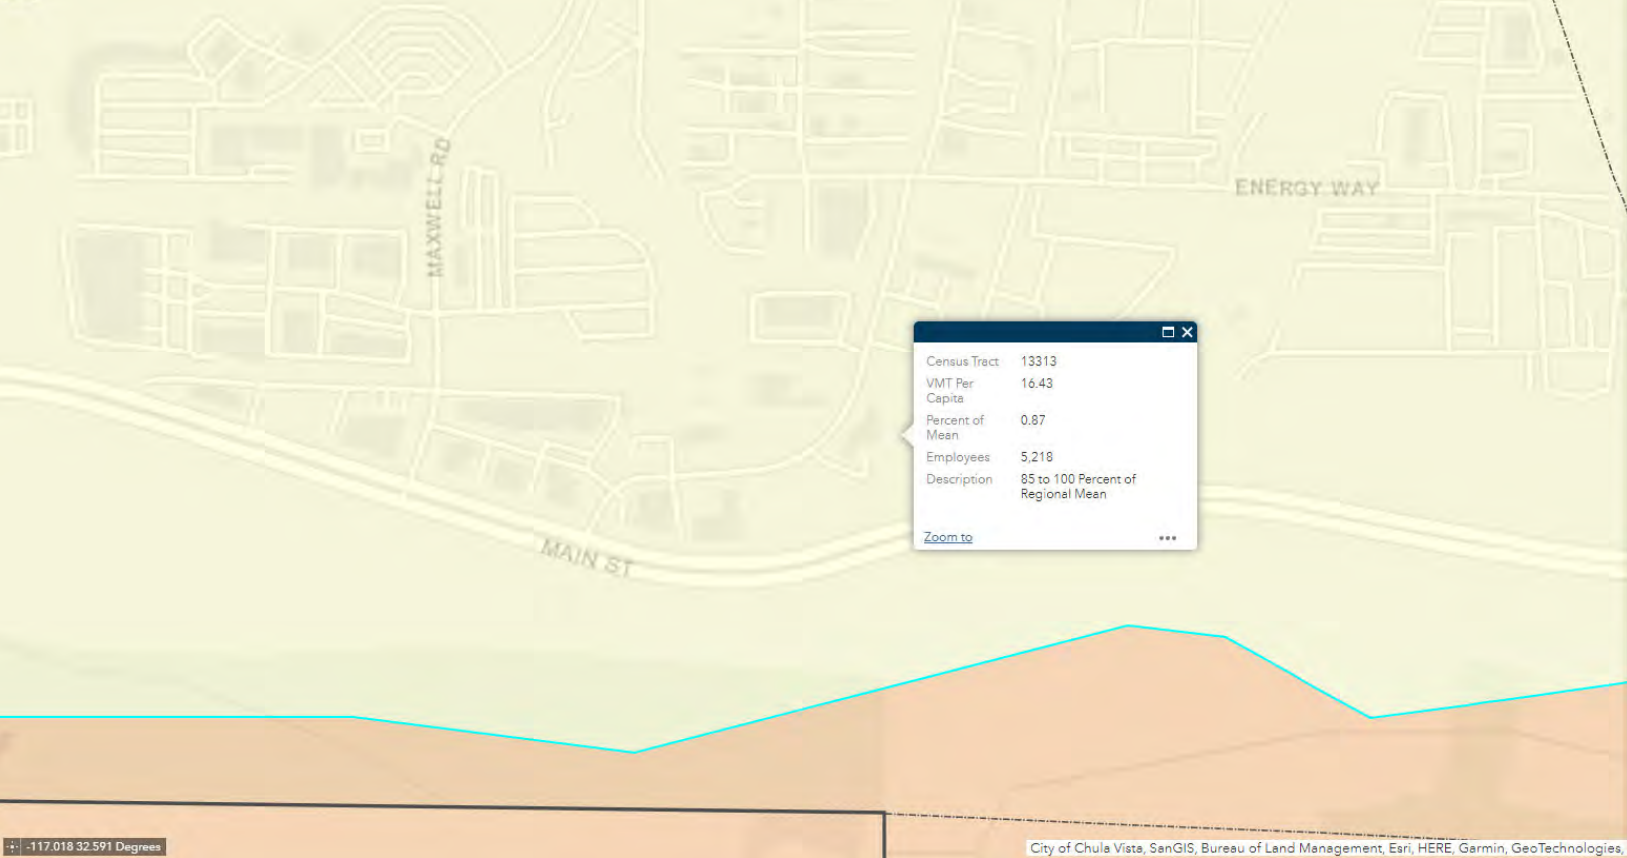 ENERGY WAY
MAXWELL RD
Census Tract 13313
VMT Per 16.43
Capita
Percent of 0.87
Mean
Employees 5,218
Description 85 to 100 Percent of
Regional Mean
Zoom to
MAIN ST
-117.018 32.591 Degrees
City of Chula Vista, SanGIS, Bureau of Land Management, Esri, HERE, Garmin, GeoTechnologies,